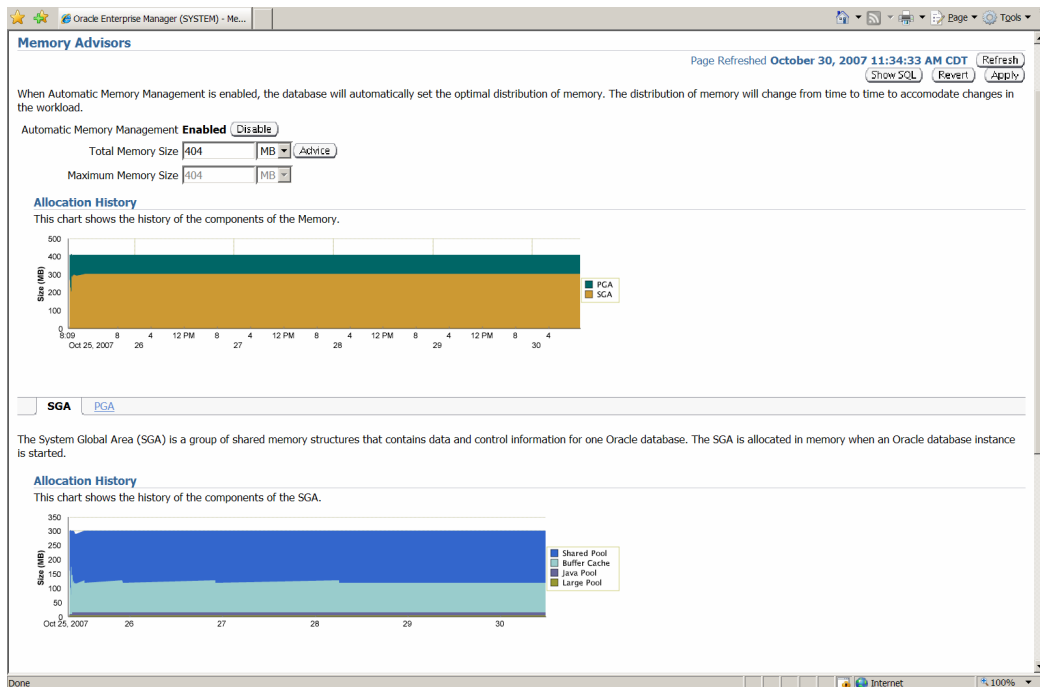 Oracle Enterprise Manager (SYSTEM) - Me...
Page Tools
Memory Advisors
Page Refreshed October 30, 2007 11:34:33 AM CDT Refresh
Show SQL Revert Apply
When Automatic Memory Management is enabled, the database will automatically set the optimal distribution of memory. The distribution of memory will change from time to time to accomodate changes in
the workload.
Automatic Memory Management Enabled Disable
Total Memory Size 404 MB Advice
Maximum Memory Size 404 MB
Allocation History
This chart shows the history of the components of the Memory.
500
400
300
200
100
0
Size (MB)
PGA
SGA
8:09 8 4 12 PM 8 4 12 PM 8 4 12 PM 8 4 12 PM 8 4
Oct 25, 2007 26 27 28 29 30
SGA PGA
The System Global Area (SGA) is a group of shared memory structures that contains data and control information for one Oracle database. The SGA is allocated in memory when an Oracle database instance
is started.
Allocation History
This chart shows the history of the components of the SGA.
350
300
250
200
150
100
50
0
Size (MB)
Shared Pool
Buffer Cache
Java Pool
Large Pool
Oct 25, 2007 26 27 28 29 30
Done Internet 100%